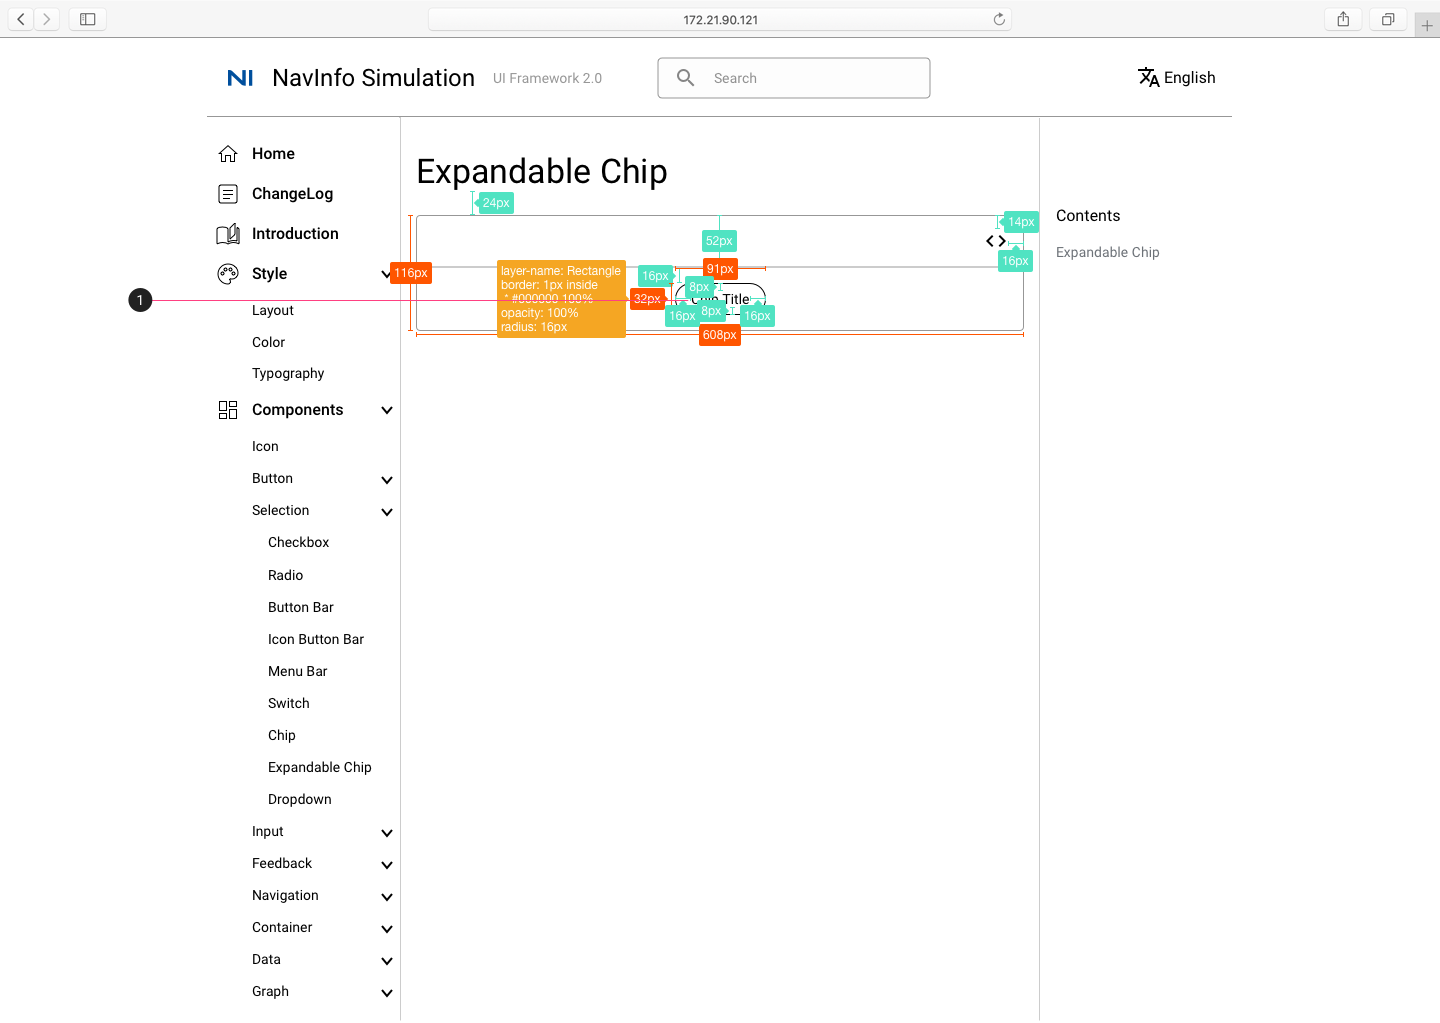 172.21.90.121
NI NavInfo Simulation UI Framework 2.0
Search
English
Home
ChangeLog
Introduction
Style
Layout
Color
Typography
Components
Icon
Button
Selection
Checkbox
Radio
Button Bar
Icon Button Bar
Menu Bar
Switch
Chip
Expandable Chip
Dropdown
Input
Feedback
Navigation
Container
Data
Graph
1
Expandable Chip
24px
14px
52px
16px
116px
layer-name: Rectangle
border: 1px inside
* #000000 100%
opacity: 100%
radius: 16px
91px
16px
8px
32px
Title
16px
8px
16px
608px
Contents
Expandable Chip